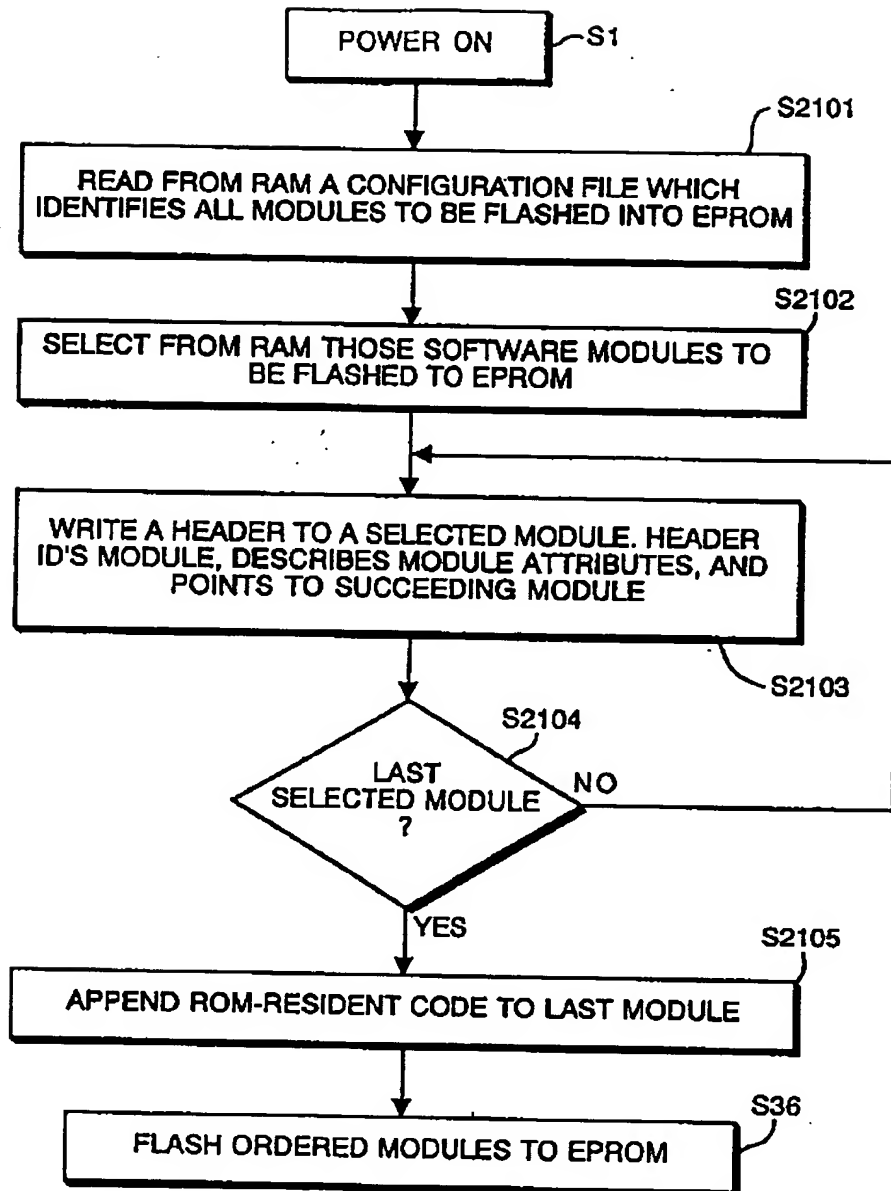 POWER ON
S1
S2101
READ FROM RAM A CONFIGURATION FILE WHICH
IDENTIFIES ALL MODULES TO BE FLASHED INTO EPROM
S2102
SELECT FROM RAM THOSE SOFTWARE MODULES TO
BE FLASHED TO EPROM
WRITE A HEADER TO A SELECTED MODULE. HEADER
ID'S MODULE, DESCRIBES MODULE ATTRIBUTES, AND
POINTS TO SUCCEEDING MODULE
S2103
S2104
LAST
SELECTED MODULE
?
NO
YES
S2105
APPEND ROM-RESIDENT CODE TO LAST MODULE
S36
FLASH ORDERED MODULES TO EPROM